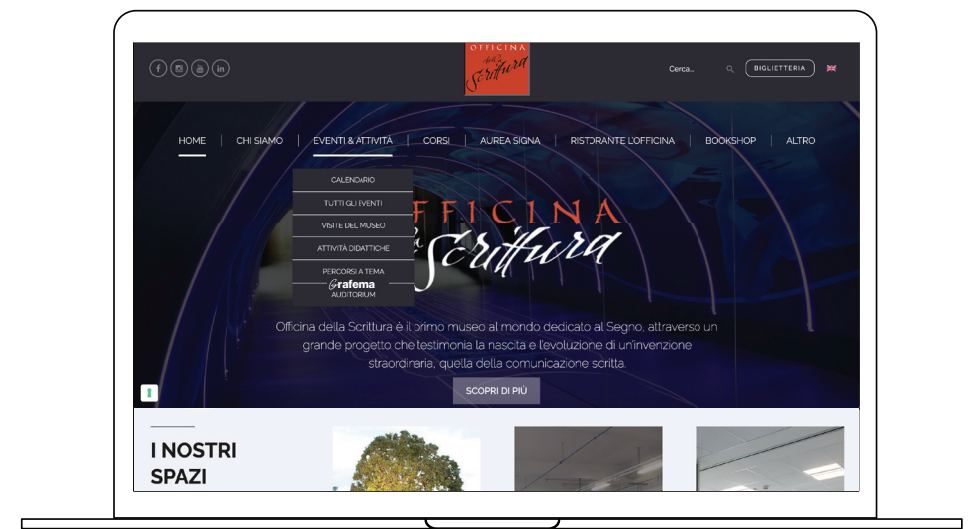 OFFICINA
della
Scrittura
Cerca...
BIGLIETTERIA
HOME
CHI SIAMO
EVENTI & ATTIVITÀ
CORSI
AUREA SIGNA
RISTORANTE L'OFFICINA
BOOKSHOP
ALTRO
CALENDARIO
TUTTI GLI EVENTI
VISITE DEL MUSEO
ATTIVITÀ DIDATTICHE
PERCORSI A TEMA
Grafema
AUDITORIUM
OFFICINA
Scrittura
Officina della Scrittura è il primo museo al mondo dedicato al Segno, attraverso un
grande progetto che testimonia la nascita e l'evoluzione di un'invenzione
straordinaria, quella della comunicazione scritta.
SCOPRI DI PIÙ
I NOSTRI
SPAZI